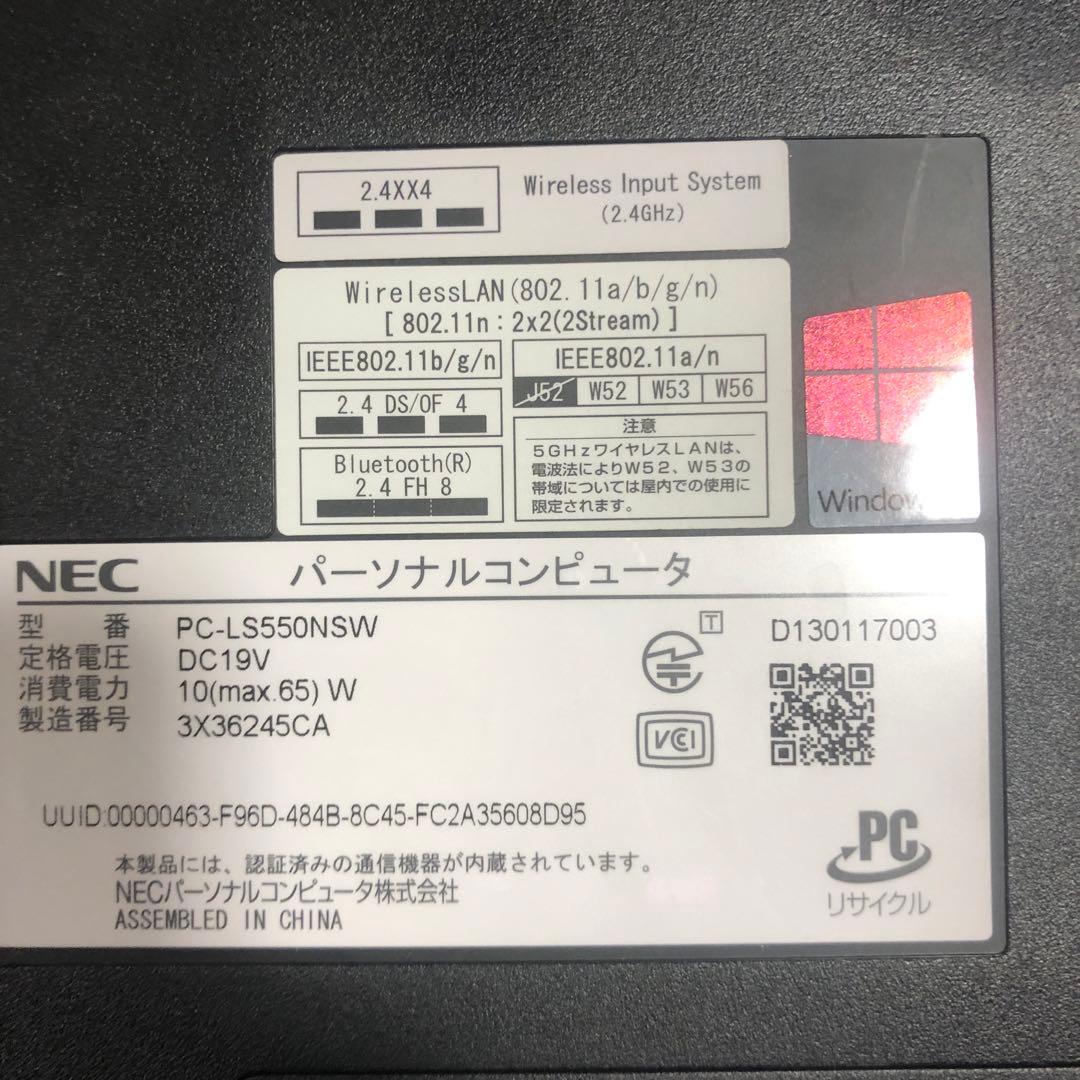 2.4XX4
Wireless Input System
(2.4GHz)
WirelessLAN(802.11a/b/g/n)
[ 802.11n : 2x2(2Stream) ]
IEEE802.11b/g/n
IEEE802.11a/n
J52 W52 W53 W56
2.4 DS/OF 4
注意
5GHzワイヤレスLANは、
電波法によりW52、W53の
帯域については屋内での使用に
限定されます。
Bluetooth(R)
2.4 FH 8
NEC パーソナルコンピュータ
型 番 PC-LS550NSW
定格電圧 DC19V
消費電力 10(max.65) W
製造番号 3X36245CA
T
D130117003
VCCI
UUID:00000463-F96D-484B-8C45-FC2A35608D95
本製品には、認証済みの通信機器が内蔵されています。
NECパーソナルコンピュータ株式会社
ASSEMBLED IN CHINA
PC
リサイクル